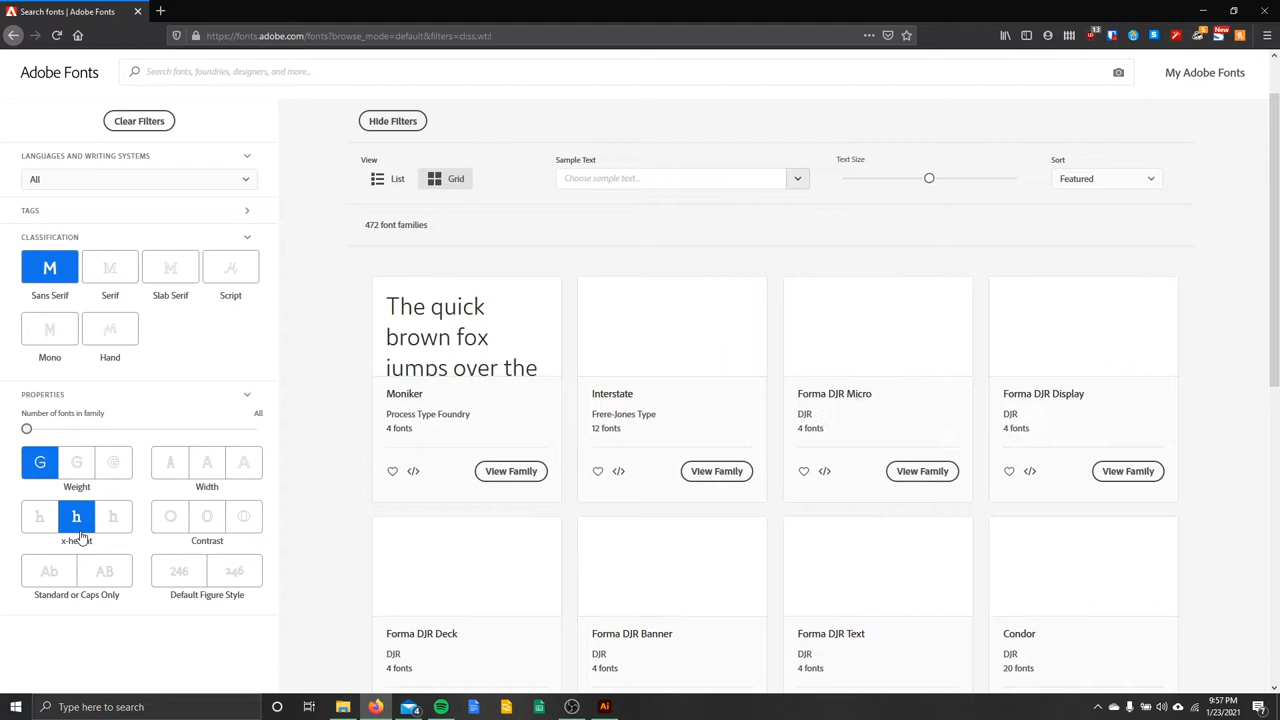 Search fonts | Adobe Fonts
https://fonts.adobe.com/fonts?browse_mode=default&filters=cl:ss,wt:l
New
13
Adobe Fonts
Search fonts, foundries, designers, and more...
My Adobe Fonts
Clear Filters
Hide Filters
LANGUAGES AND WRITING SYSTEMS
All
TAGS
CLASSIFICATION
M M M M
Sans Serif Serif Slab Serif Script
M M
Mono Hand
PROPERTIES
Number of fonts in family All
G G G A A A
Weight Width
h h h O O O
Contrast
Ab AB 246 246
Standard or Caps Only Default Figure Style
View Sample Text Text Size Sort
List Grid Choose sample text... Featured
472 font families
The quick
brown fox
jumps over the
Moniker Interstate Forma DJR Micro Forma DJR Display
Process Type Foundry Frere-Jones Type DJR DJR
4 fonts 12 fonts 4 fonts 4 fonts
View Family View Family View Family View Family
Forma DJR Deck Forma DJR Banner Forma DJR Text Condor
DJR DJR DJR DJR
4 fonts 4 fonts 4 fonts 20 fonts
Type here to search
4
Ai
9:57 PM
1/23/2021